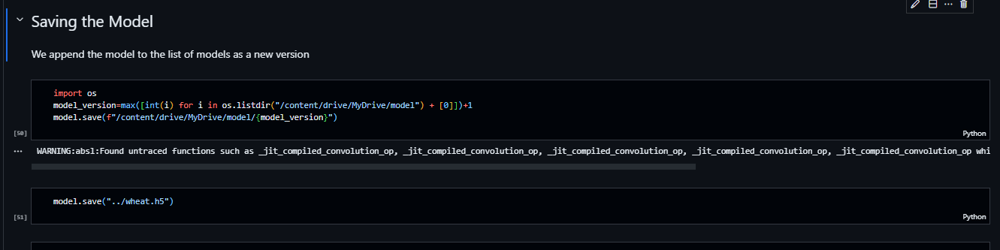 Saving the Model
We append the model to the list of models as a new version
import os
model_version=max([int(i) for i in os.listdir("/content/drive/MyDrive/model") + [0]])+1
model.save(f"/content/drive/MyDrive/model/{model_version}")
[50]
Python
WARNING:absl:Found untraced functions such as _jit_compiled_convolution_op, _jit_compiled_convolution_op, _jit_compiled_convolution_op, _jit_compiled_convolution_op, _jit_compiled_convolution_op whi
model.save("../wheat.h5")
[51]
Python